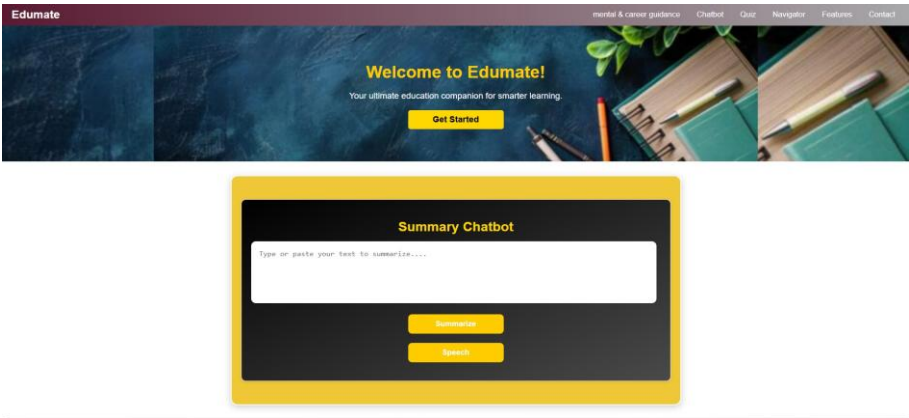 Edumate
mental & career guidance Chatbot Quiz Navigator Features Contact
Welcome to Edumate!
Your ultimate education companion for smarter learning.
Get Started
Summary Chatbot
Type or paste your text to summarize....
Summarize
Speech